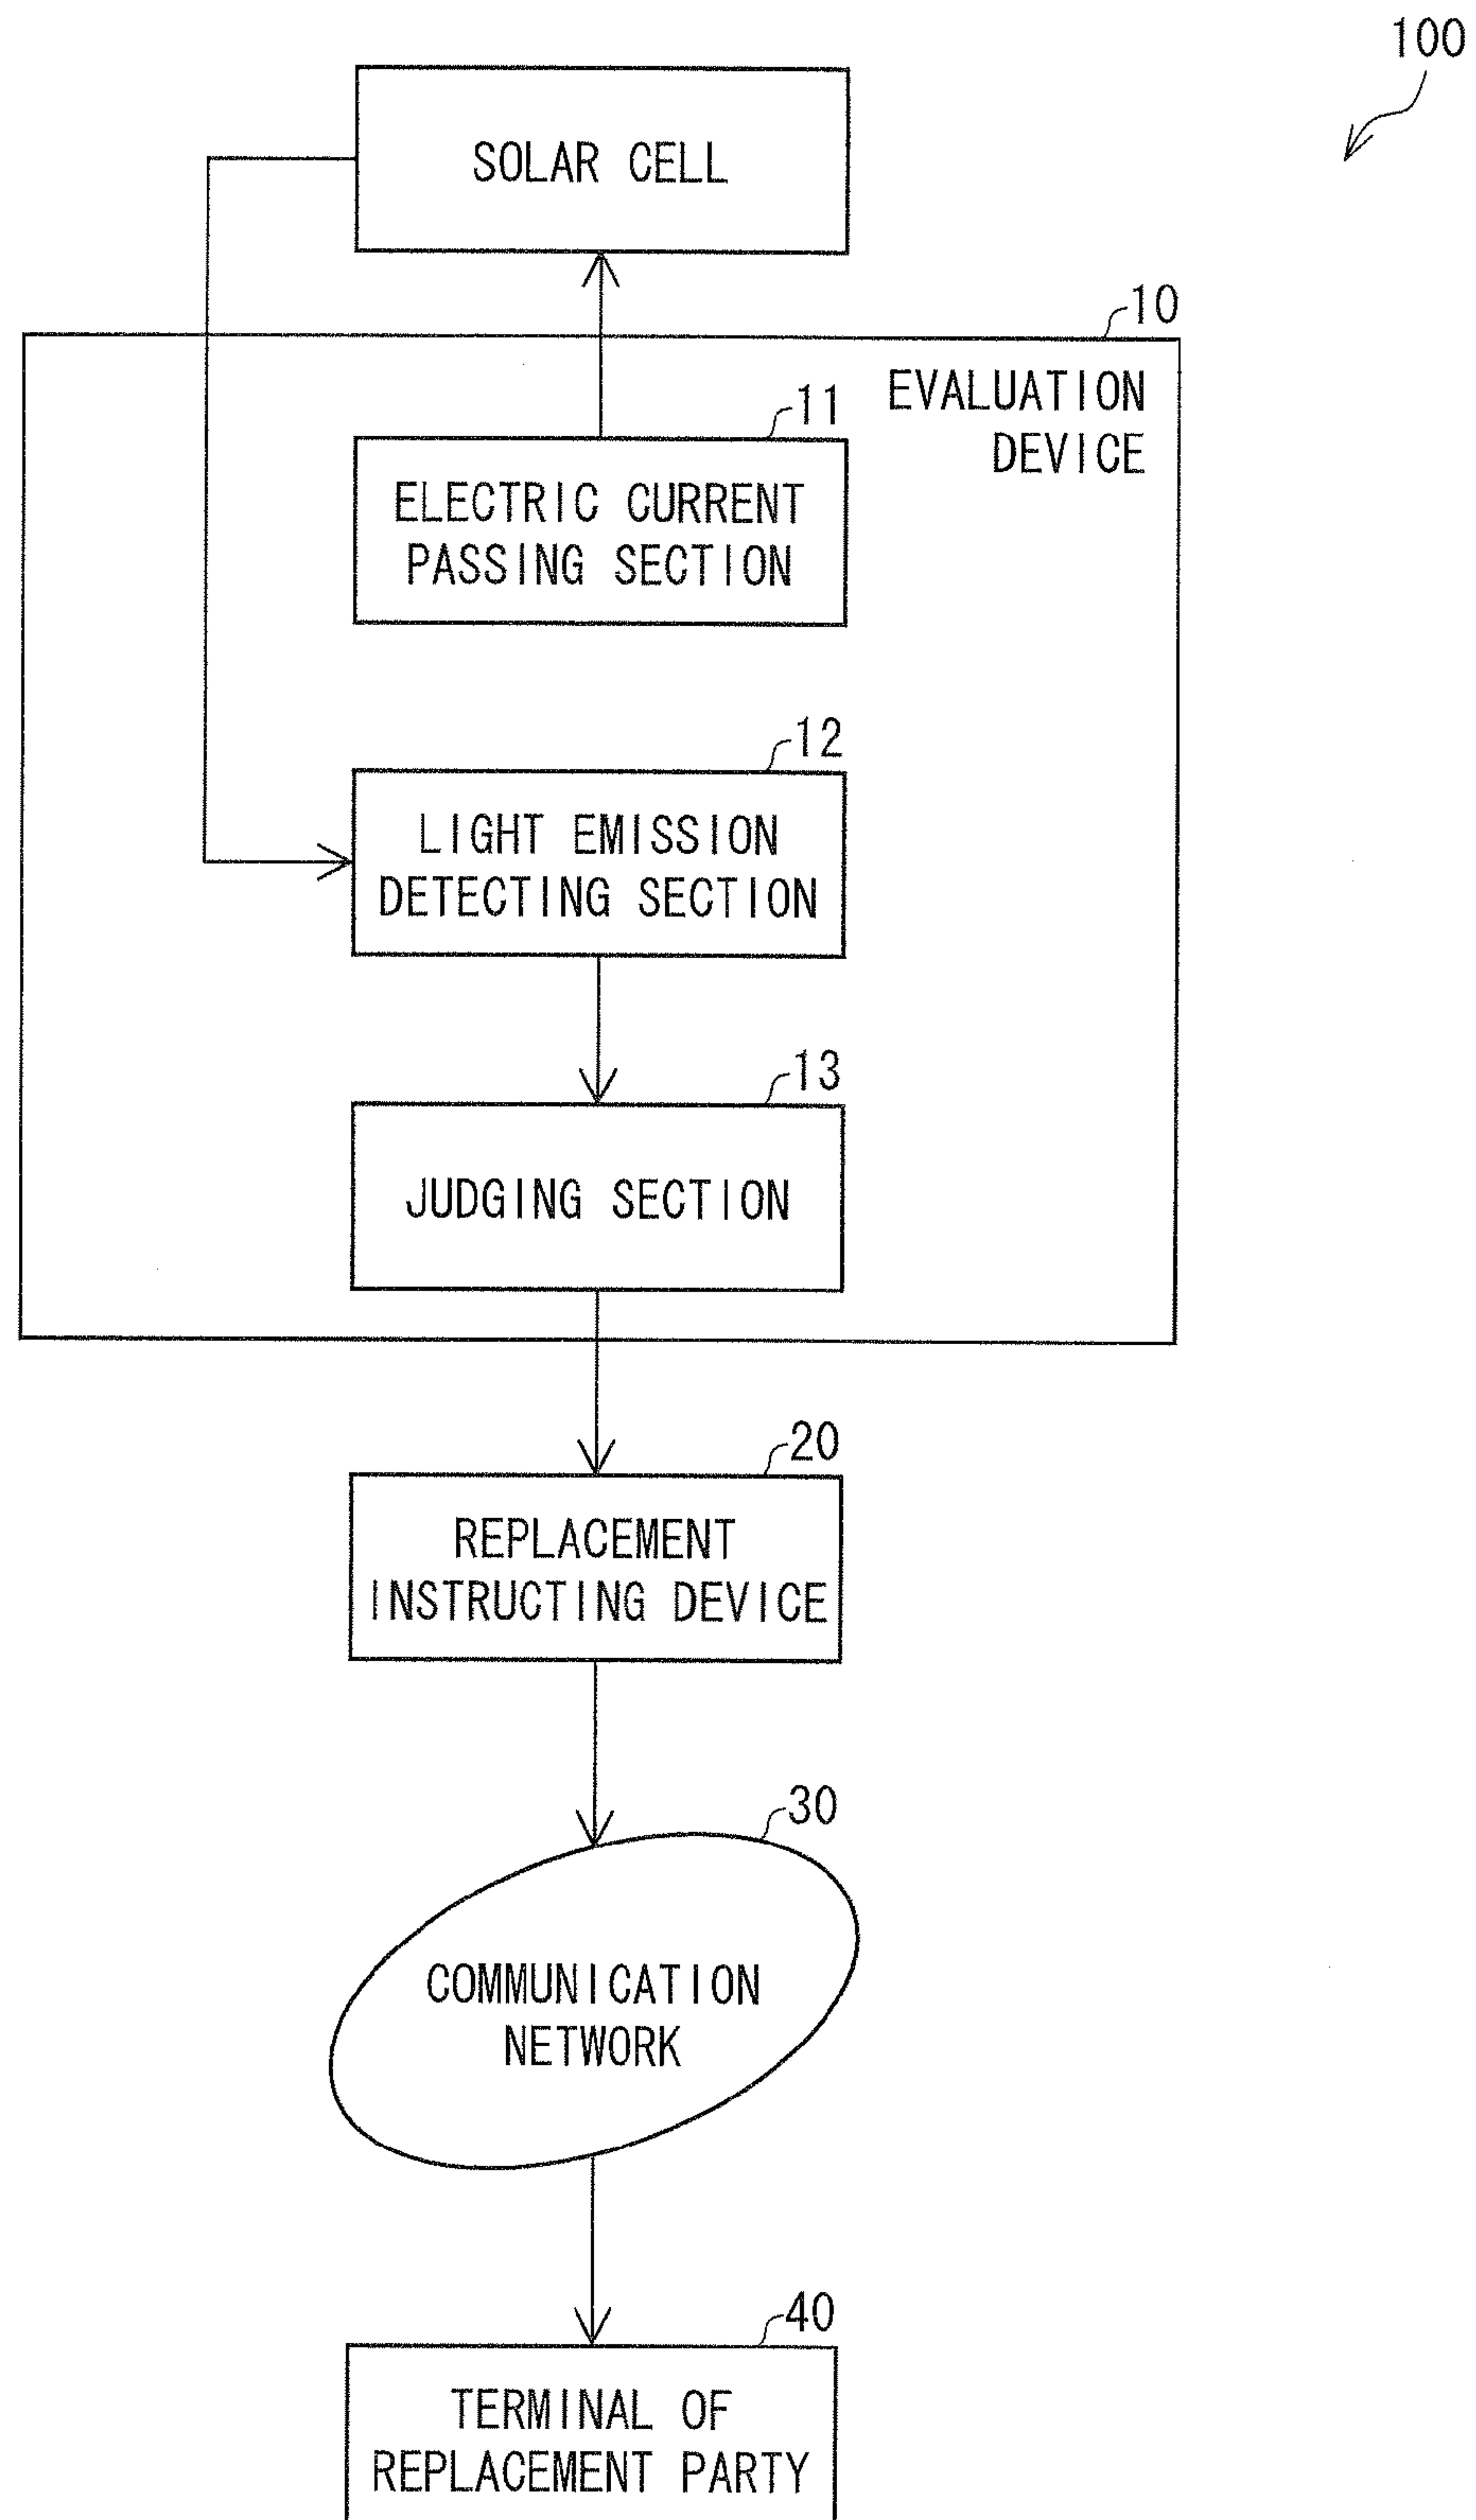 100
SOLAR CELL
10
EVALUATION
DEVICE
11
ELECTRIC CURRENT
PASSING SECTION
12
LIGHT EMISSION
DETECTING SECTION
13
JUDGING SECTION
20
REPLACEMENT
INSTRUCTING DEVICE
30
COMMUNICATION
NETWORK
40
TERMINAL OF
REPLACEMENT PARTY